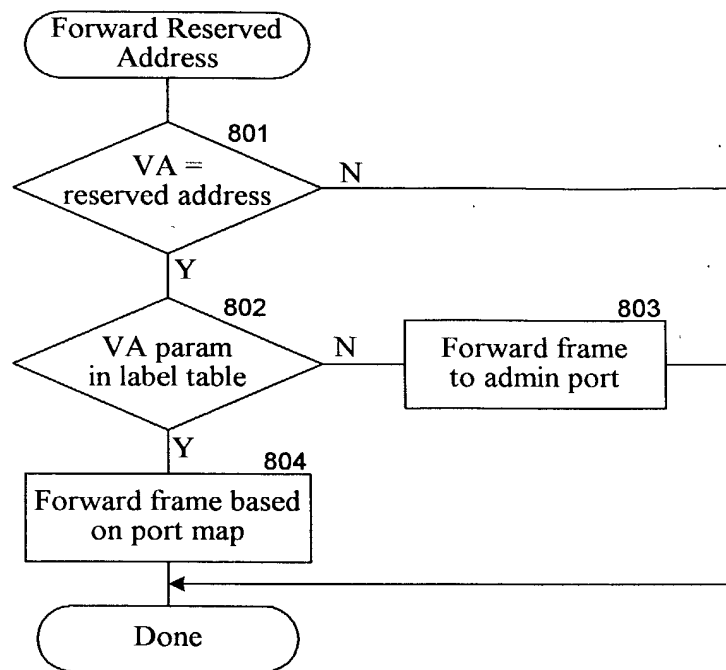 Forward Reserved
Address
801
VA =
reserved address
N
Y
802
VA param
in label table
N
803
Forward frame
to admin port
Y
804
Forward frame based
on port map
Done